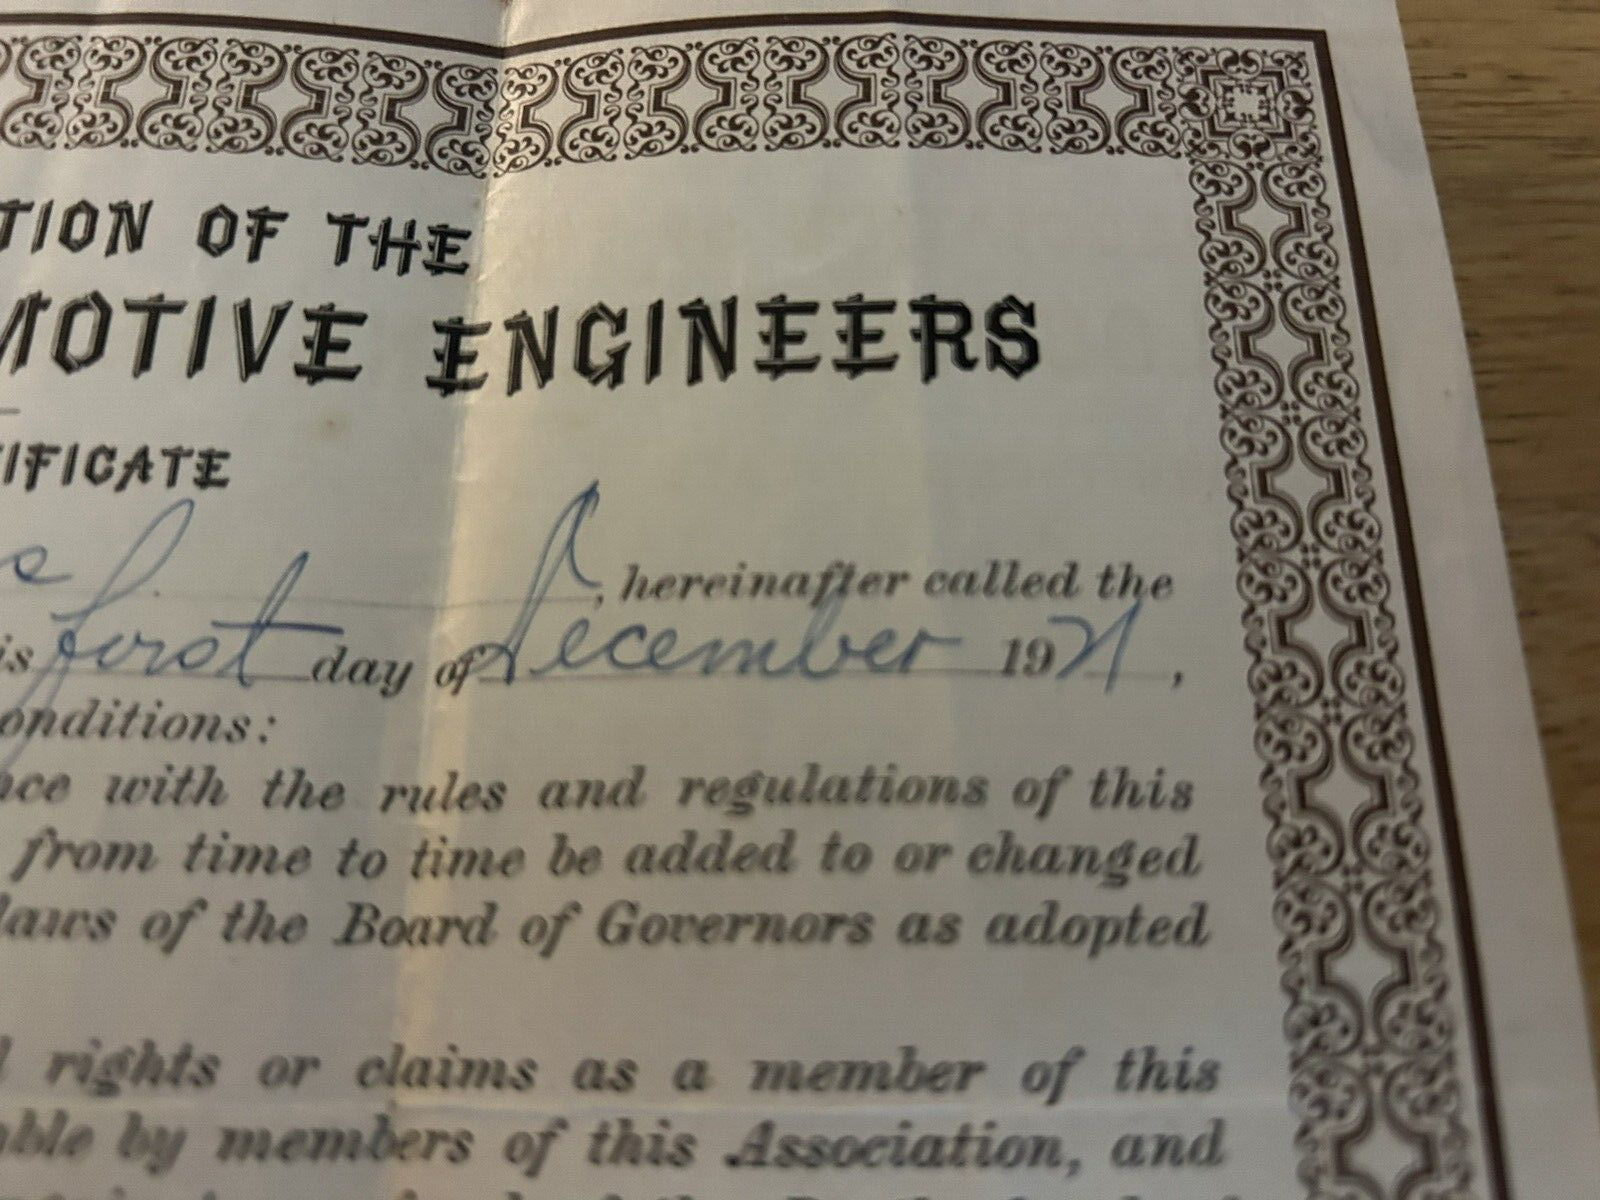 TION OF THE
MOTIVE ENGINEERS
IFICATE
s , hereinafter called the
is first day of December 1971,
onditions:
nce with the rules and regulations of this
from time to time be added to or changed
laws of the Board of Governors as adopted
l rights or claims as a member of this
able by members of this Association, and